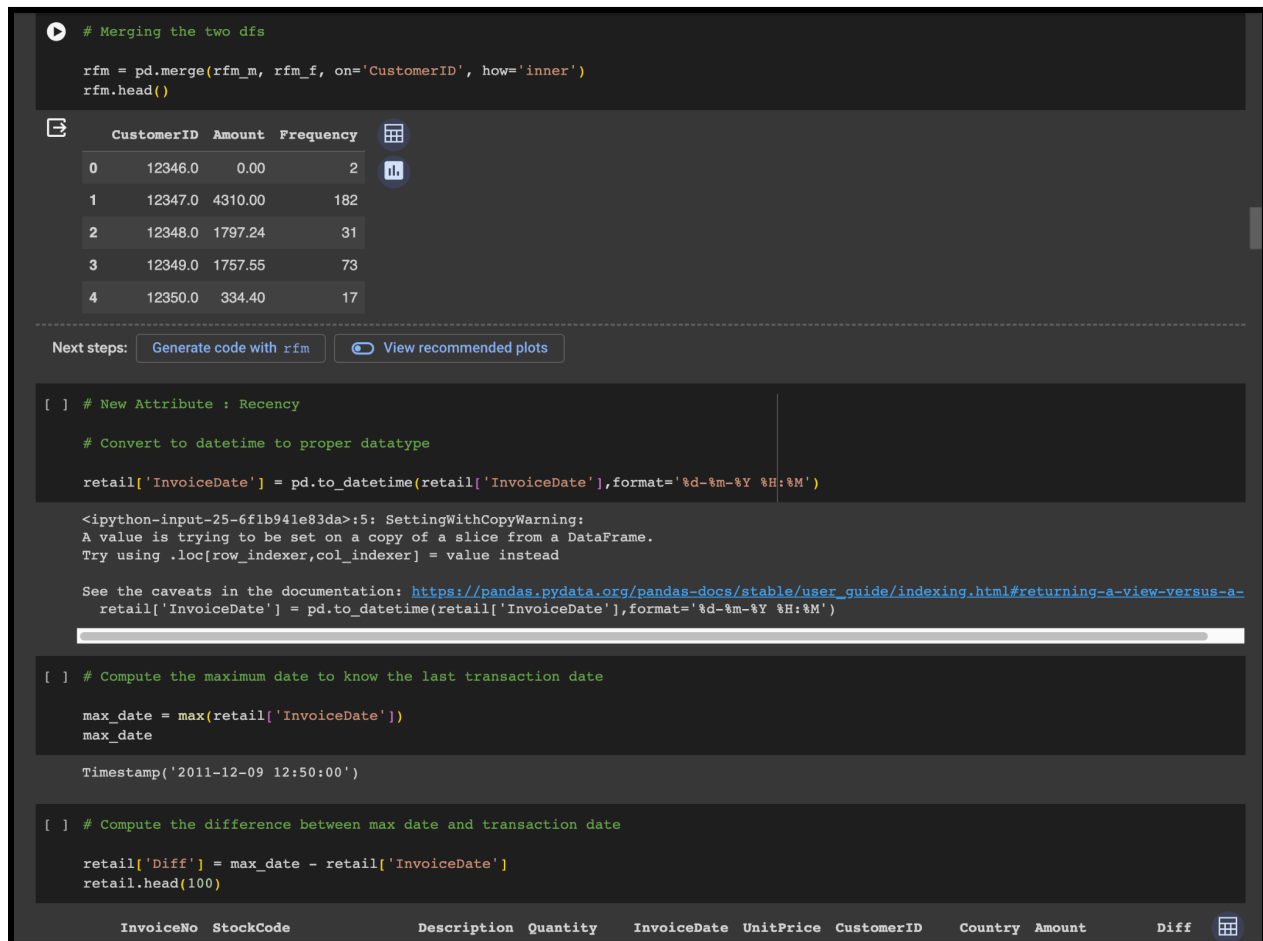 # Merging the two dfs
rfm = pd.merge(rfm_m, rfm_f, on='CustomerID', how='inner')
rfm.head()
CustomerID Amount Frequency
0 12346.0 0.00 2
1 12347.0 4310.00 182
2 12348.0 1797.24 31
3 12349.0 1757.55 73
4 12350.0 334.40 17
Next steps: Generate code with rfm View recommended plots
[ ] # New Attribute : Recency
# Convert to datetime to proper datatype
retail['InvoiceDate'] = pd.to_datetime(retail['InvoiceDate'],format='%d-%m-%Y %H:%M')
<ipython-input-25-6f1b941e83da>:5: SettingWithCopyWarning:
A value is trying to be set on a copy of a slice from a DataFrame.
Try using .loc[row_indexer,col_indexer] = value instead
See the caveats in the documentation: https://pandas.pydata.org/pandas-docs/stable/user_guide/indexing.html#returning-a-view-versus-a-
retail['InvoiceDate'] = pd.to_datetime(retail['InvoiceDate'],format='%d-%m-%Y %H:%M')
[ ] # Compute the maximum date to know the last transaction date
max_date = max(retail['InvoiceDate'])
max_date
Timestamp('2011-12-09 12:50:00')
[ ] # Compute the difference between max date and transaction date
retail['Diff'] = max_date - retail['InvoiceDate']
retail.head(100)
InvoiceNo StockCode Description Quantity InvoiceDate UnitPrice CustomerID Country Amount Diff